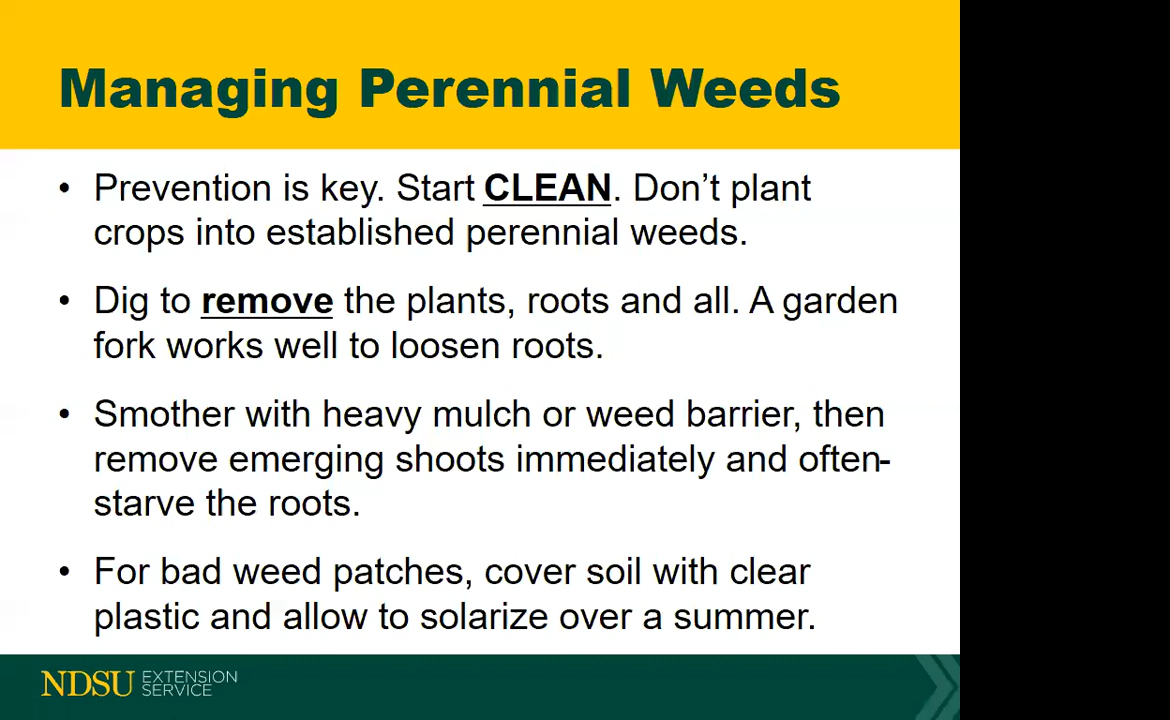 Managing Perennial Weeds
• Prevention is key. Start CLEAN. Don’t plant
crops into established perennial weeds.
• Dig to remove the plants, roots and all. A garden
fork works well to loosen roots.
• Smother with heavy mulch or weed barrier, then
remove emerging shoots immediately and often-
starve the roots.
• For bad weed patches, cover soil with clear
plastic and allow to solarize over a summer.
NDSU EXTENSION
SERVICE